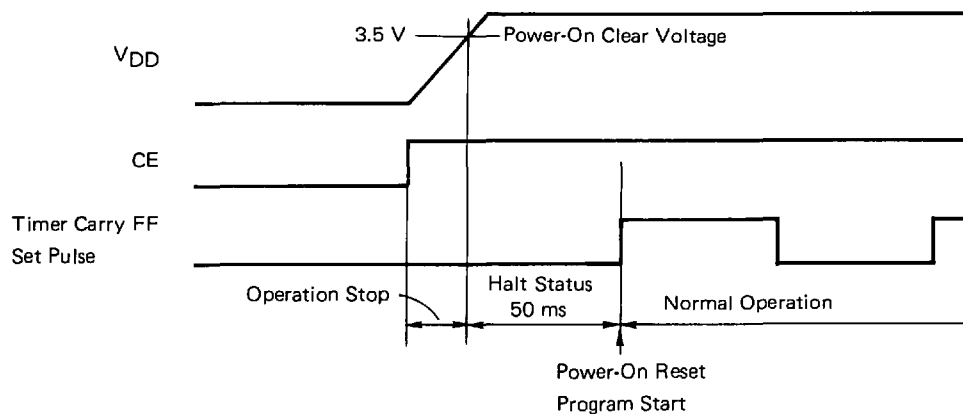 3.5 V
Power-On Clear Voltage
VDD
CE
Timer Carry FF
Set Pulse
Operation Stop
Halt Status
50 ms
Normal Operation
Power-On Reset
Program Start